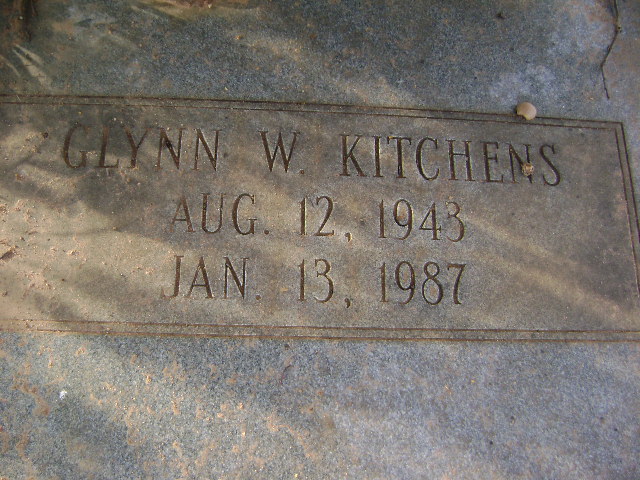 GLYNN W. KITCHENS
AUG. 12, 1943
JAN. 13, 1987